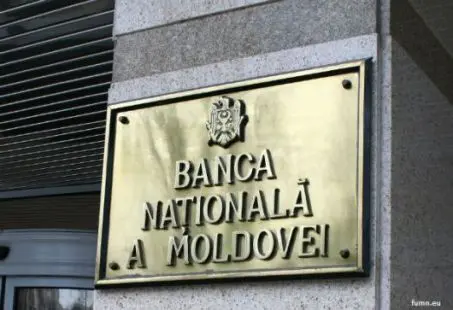 BANCA
NAȚIONALĂ
A MOLDOVEI
fumn.eu